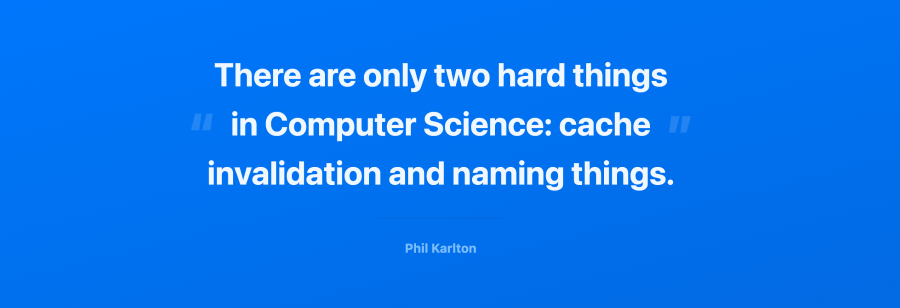 There are only two hard things
“ in Computer Science: cache ”
invalidation and naming things.
Phil Karlton